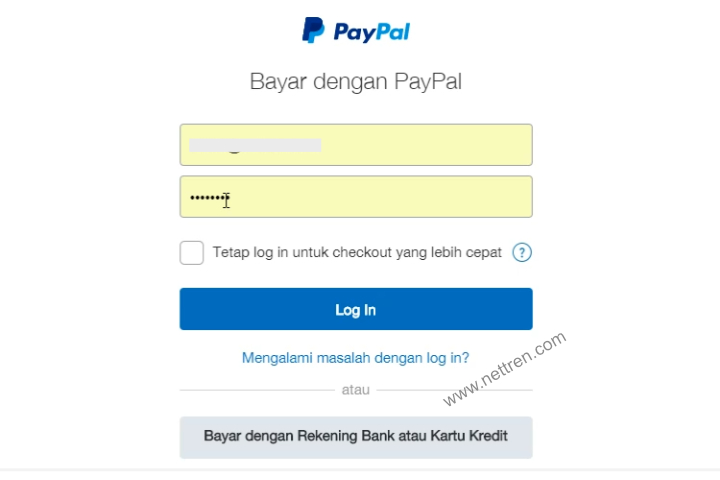 PayPal
Bayar dengan PayPal
••••••••
Tetap log in untuk checkout yang lebih cepat ?
Log In
Mengalami masalah dengan log in?
www.nettren.com
atau
Bayar dengan Rekening Bank atau Kartu Kredit